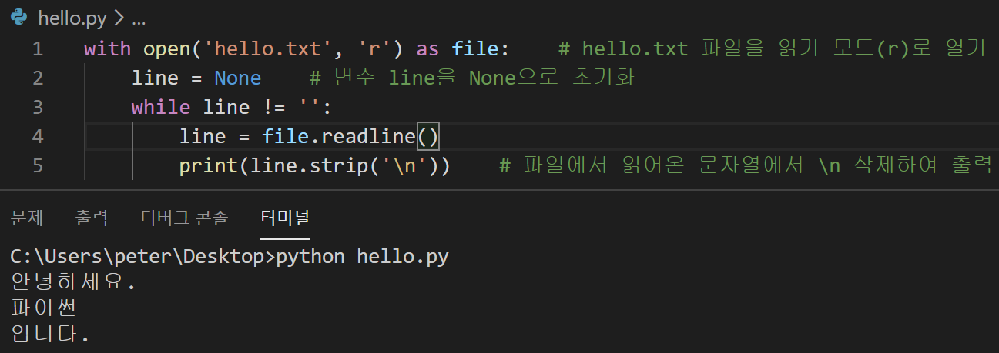 hello.py > ...
1 with open('hello.txt', 'r') as file:    # hello.txt 파일을 읽기 모드(r)로 열기
2     line = None    # 변수 line을 None으로 초기화
3     while line != '':
4         line = file.readline()
5         print(line.strip('\n'))    # 파일에서 읽어온 문자열에서 \n 삭제하여 출력
문제 출력 디버그 콘솔 터미널
C:\Users\peter\Desktop>python hello.py
안녕하세요.
파이썬
입니다.